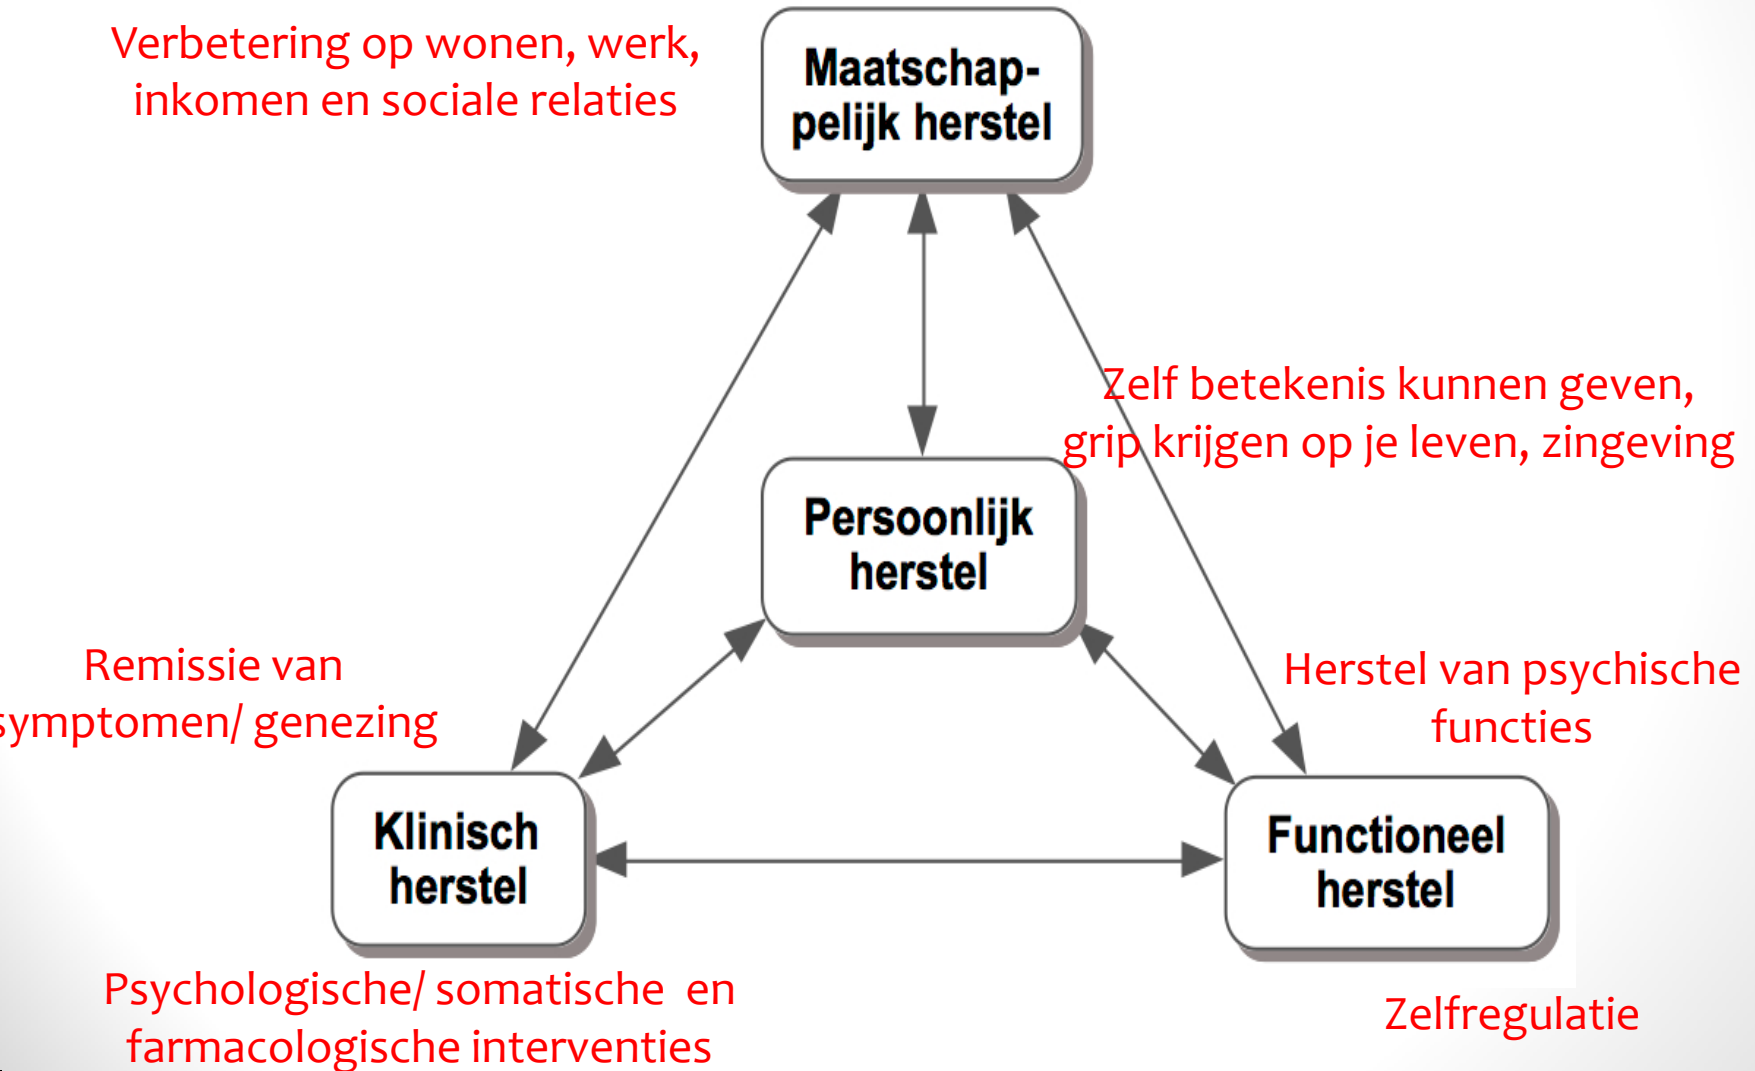 Verbetering op wonen, werk,
inkomen en sociale relaties
Maatschap-
pelijk herstel
Zelf betekenis kunnen geven,
grip krijgen op je leven, zingeving
Persoonlijk
herstel
Remissie van
symptomen/ genezing
Herstel van psychische
functies
Klinisch
herstel
Functioneel
herstel
Psychologische/ somatische en
farmacologische interventies
Zelfregulatie